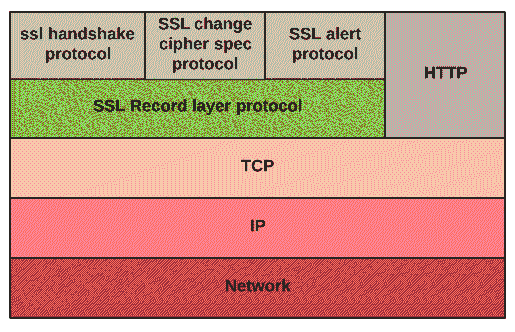 ssl handshake
protocol
SSL change
cipher spec
protocol
SSL alert
protocol
HTTP
SSL Record layer protocol
TCP
IP
Network